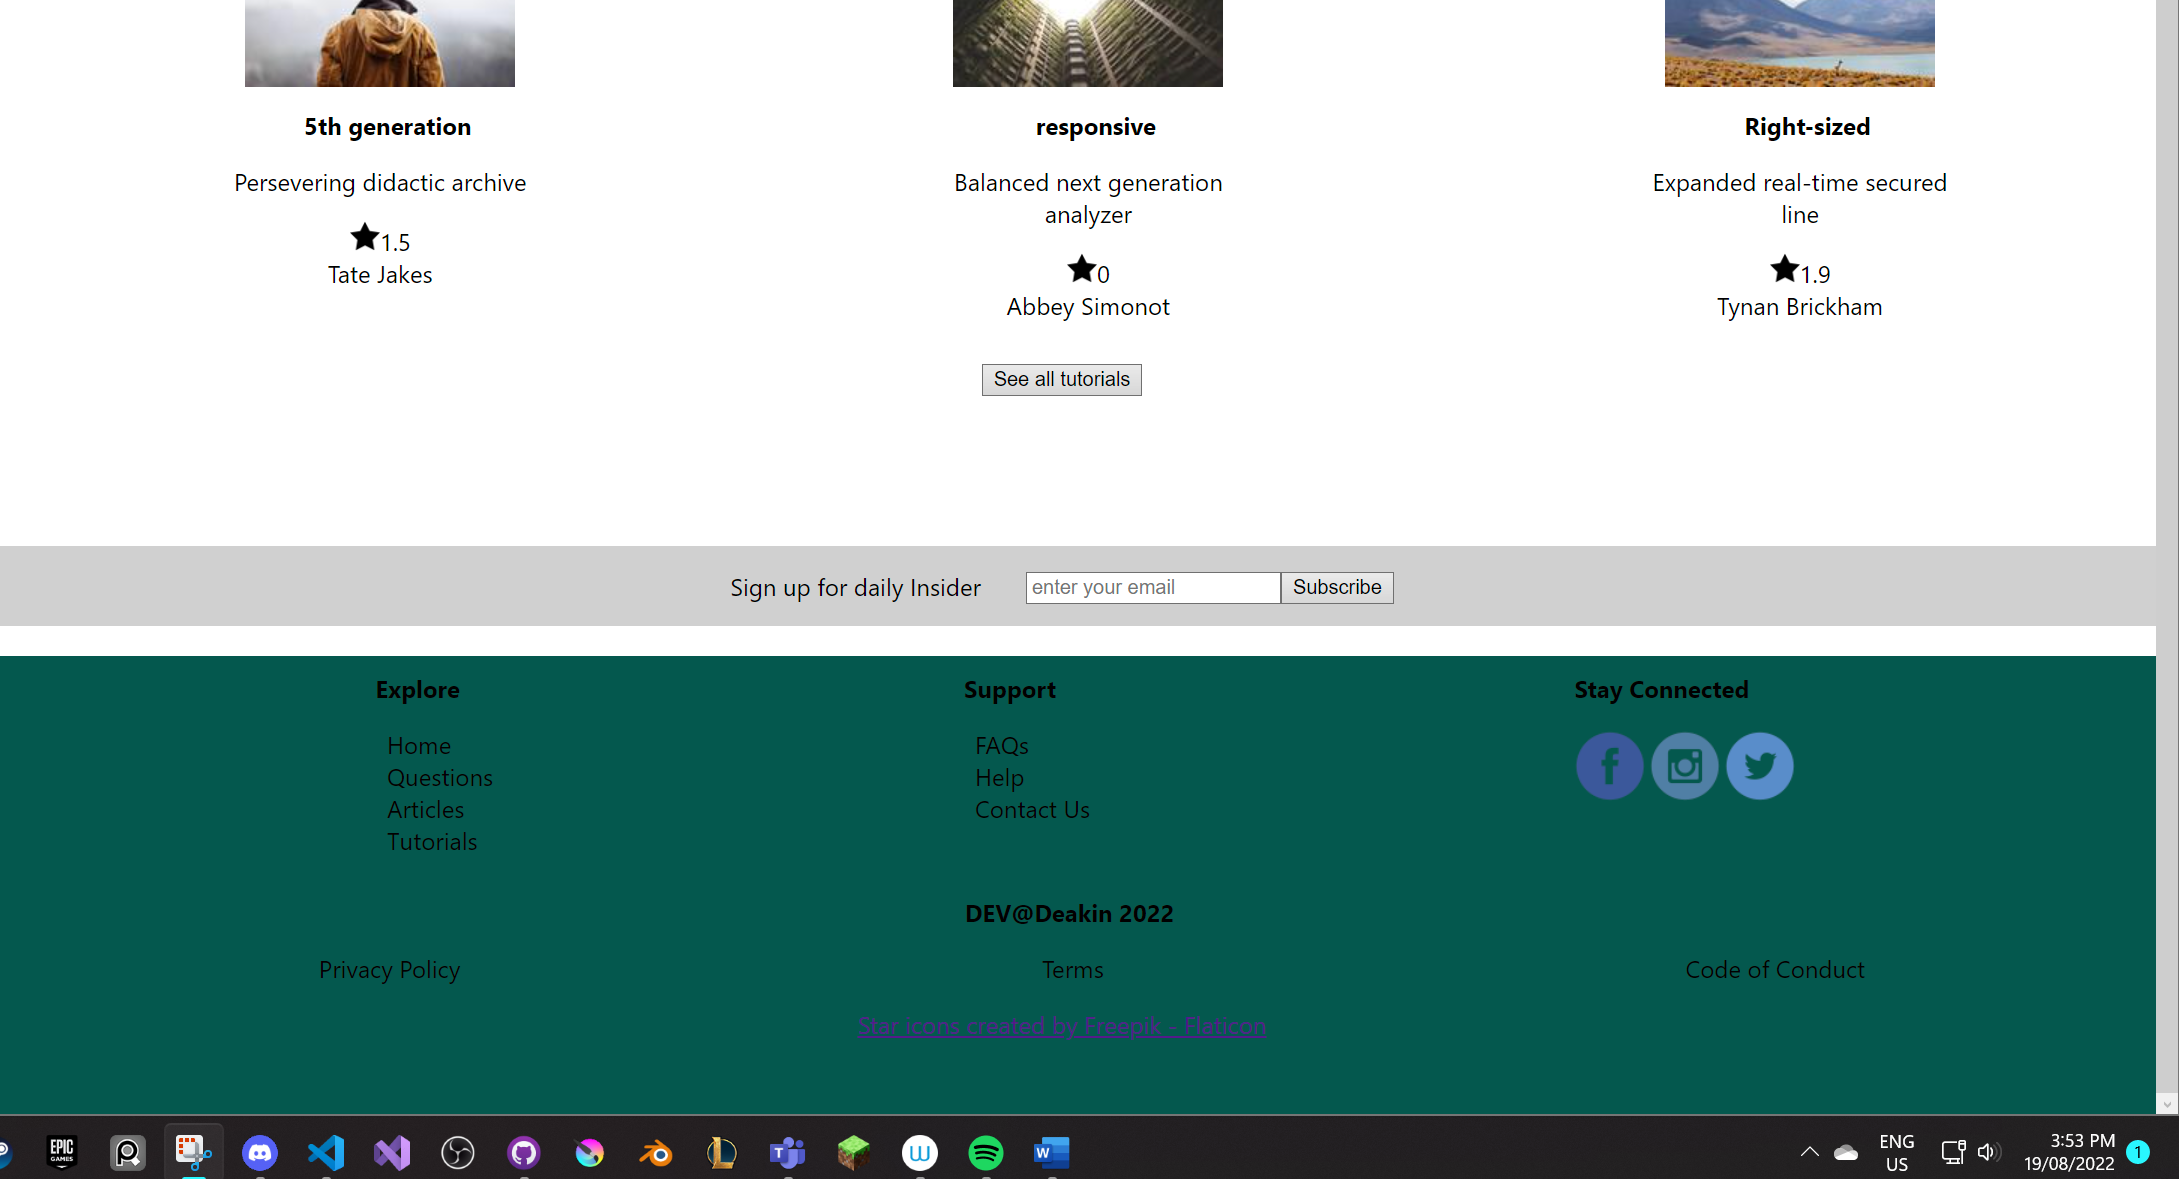 5th generation
Persevering didactic archive
1.5
Tate Jakes
responsive
Balanced next generation
analyzer
0
Abbey Simonot
Right-sized
Expanded real-time secured
line
1.9
Tynan Brickham
See all tutorials
Sign up for daily Insider
enter your email
Subscribe
Explore
Home
Questions
Articles
Tutorials
Support
FAQs
Help
Contact Us
Stay Connected
DEV@Deakin 2022
Privacy Policy
Terms
Code of Conduct
Star icons created by Freepik - Flaticon
EPIC
GAMES
ENG
US
3:53 PM
19/08/2022
1